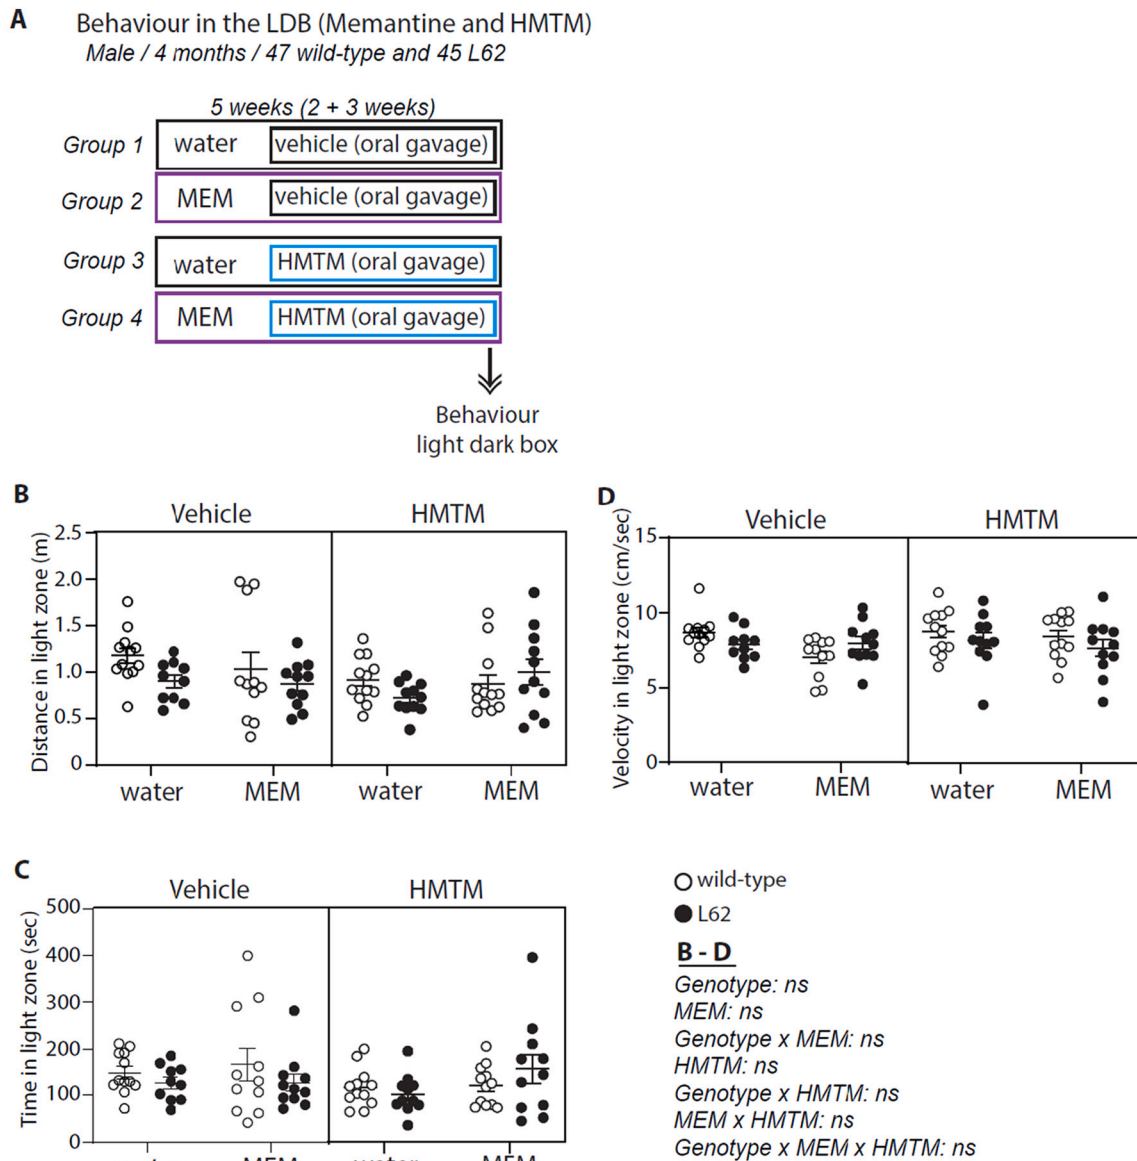 A
Behaviour in the LDB (Memantine and HMTM)
Male / 4 months / 47 wild-type and 45 L62
5 weeks (2 + 3 weeks)
Group 1
water
vehicle (oral gavage)
Group 2
MEM
vehicle (oral gavage)
Group 3
water
HMTM (oral gavage)
Group 4
MEM
HMTM (oral gavage)
Behaviour
light dark box
B
Vehicle
HMTM
Distance in light zone (m)
2.5
2.0
1.5
1.0
0.5
0
water
MEM
water
MEM
D
Vehicle
HMTM
Velocity in light zone (cm/sec)
15
10
5
0
water
MEM
water
MEM
C
Vehicle
HMTM
Time in light zone (sec)
500
400
300
200
100
0
MEM
water
MEM
wild-type
L62
B - D
Genotype: ns
MEM: ns
Genotype x MEM: ns
HMTM: ns
Genotype x HMTM: ns
MEM x HMTM: ns
Genotype x MEM x HMTM: ns